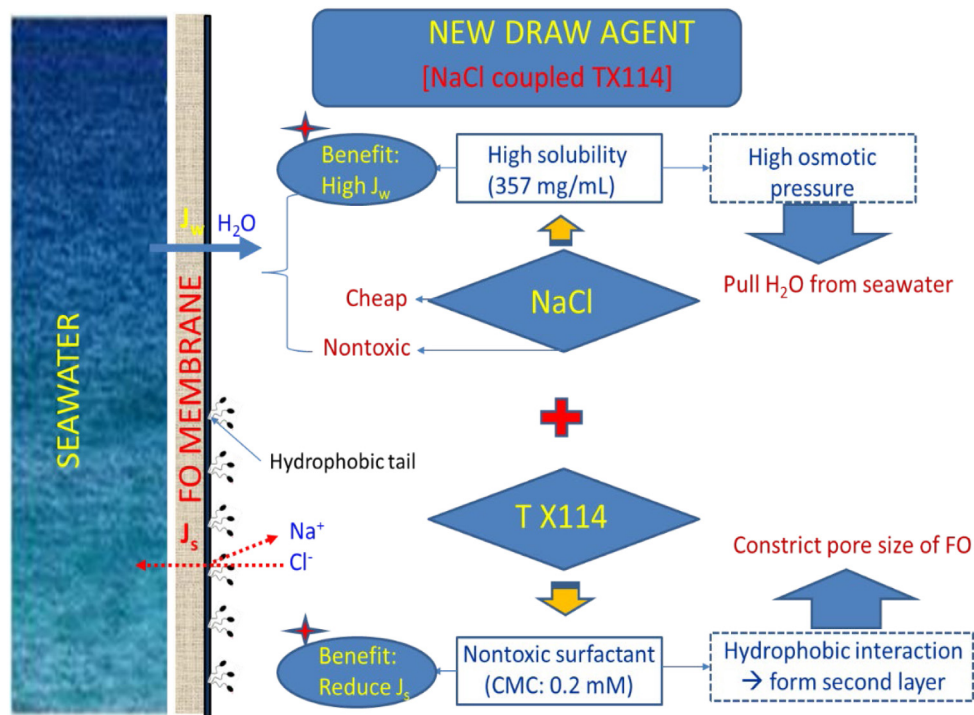 NEW DRAW AGENT
[NaCl coupled TX114]
Benefit:
High Jw
High solubility
(357 mg/mL)
High osmotic
pressure
Jw
H2O
Pull H2O from seawater
Cheap
NaCl
Nontoxic
SEAWATER
FO MEMBRANE
Hydrophobic tail
T X114
Js
Na+
Cl-
Constrict pore size of FO
Benefit:
Reduce Js
Nontoxic surfactant
(CMC: 0.2 mM)
Hydrophobic interaction
→ form second layer